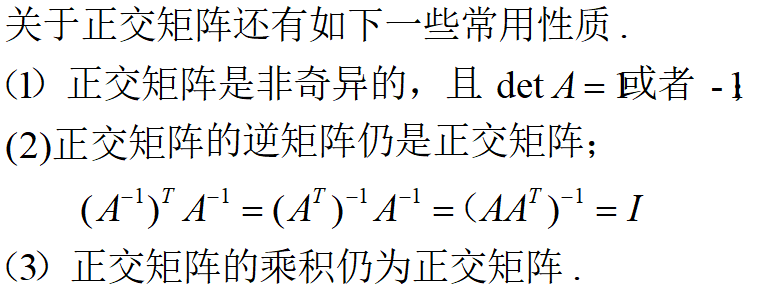 关于正交矩阵还有如下一些常用性质.
(1) 正交矩阵是非奇异的，且 det A = 1或者 -1;
(2)正交矩阵的逆矩阵仍是正交矩阵；
(A⁻¹)ᵀ A⁻¹ = (Aᵀ)⁻¹ A⁻¹ = (AAᵀ)⁻¹ = I
(3) 正交矩阵的乘积仍为正交矩阵.